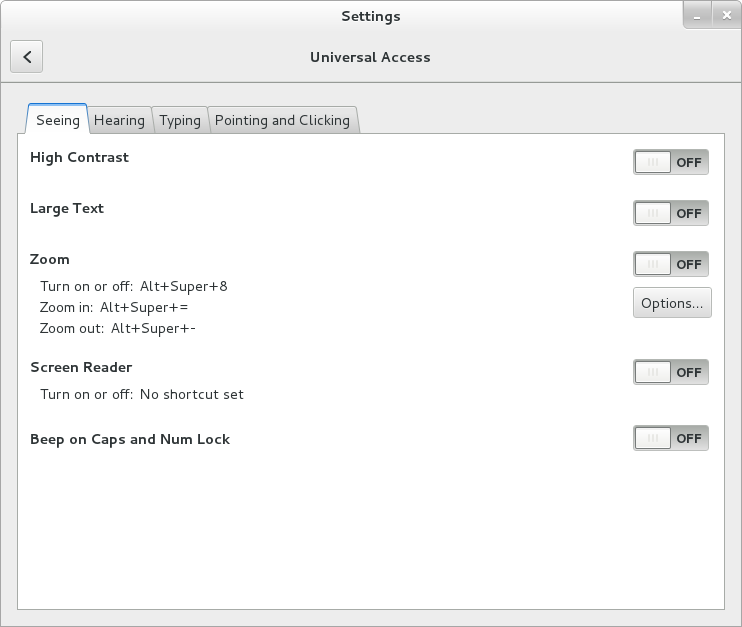 Settings
Universal Access
Seeing Hearing Typing Pointing and Clicking
High Contrast OFF
Large Text OFF
Zoom OFF
Turn on or off: Alt+Super+8
Options...
Zoom in: Alt+Super+=
Zoom out: Alt+Super+-
Screen Reader OFF
Turn on or off: No shortcut set
Beep on Caps and Num Lock OFF